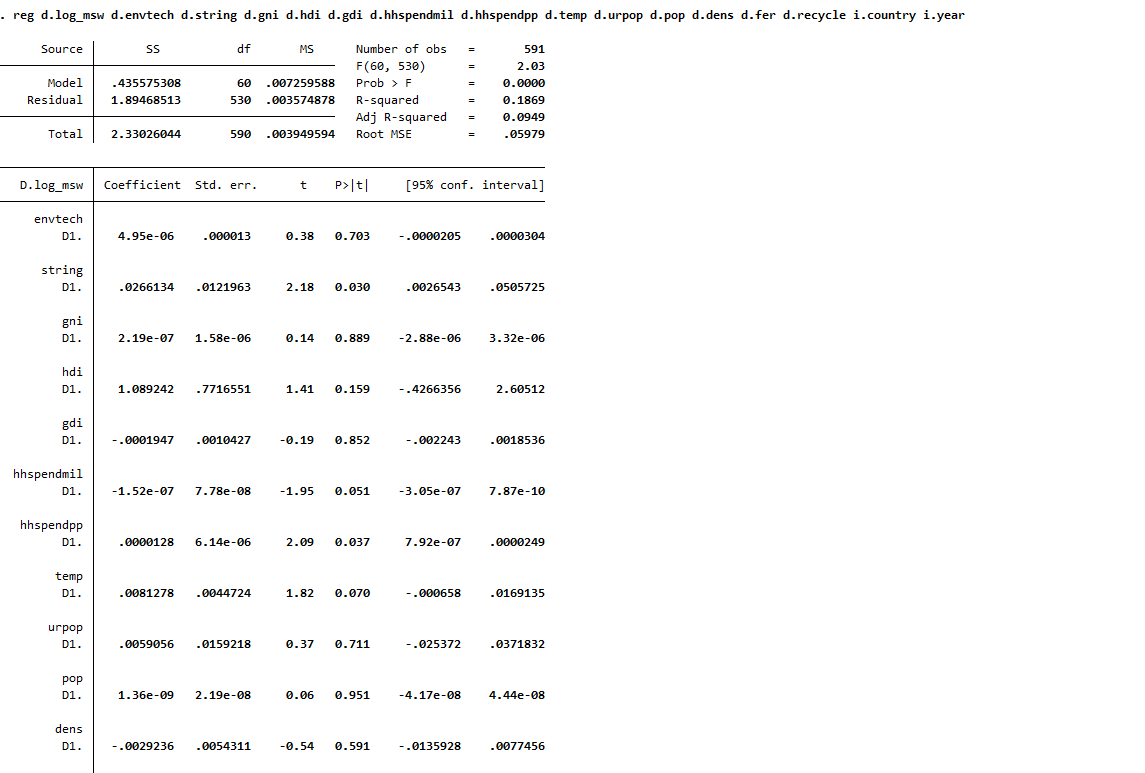 . reg d.log_msw d.envtech d.string d.gni d.hdi d.gdi d.hhspendmil d.hhspendpp d.temp d.urpop d.pop d.dens d.fer d.recycle i.country i.year
Source SS df MS Number of obs = 591
F(60, 530) = 2.03
Model .435575308 60 .007259588 Prob > F = 0.0000
Residual 1.89468513 530 .003574878 R-squared = 0.1869
Adj R-squared = 0.0949
Total 2.33026044 590 .003949594 Root MSE = .05979
D.log_msw Coefficient Std. err. t P>|t| [95% conf. interval]
envtech
D1. 4.95e-06 .000013 0.38 0.703 -.0000205 .0000304
string
D1. .0266134 .0121963 2.18 0.030 .0026543 .0505725
gni
D1. 2.19e-07 1.58e-06 0.14 0.889 -2.88e-06 3.32e-06
hdi
D1. 1.089242 .7716551 1.41 0.159 -.4266356 2.60512
gdi
D1. -.0001947 .0010427 -0.19 0.852 -.002243 .0018536
hhspendmil
D1. -1.52e-07 7.78e-08 -1.95 0.051 -3.05e-07 7.87e-10
hhspendpp
D1. .0000128 6.14e-06 2.09 0.037 7.92e-07 .0000249
temp
D1. .0081278 .0044724 1.82 0.070 -.000658 .0169135
urpop
D1. .0059056 .0159218 0.37 0.711 -.025372 .0371832
pop
D1. 1.36e-09 2.19e-08 0.06 0.951 -4.17e-08 4.44e-08
dens
D1. -.0029236 .0054311 -0.54 0.591 -.0135928 .0077456